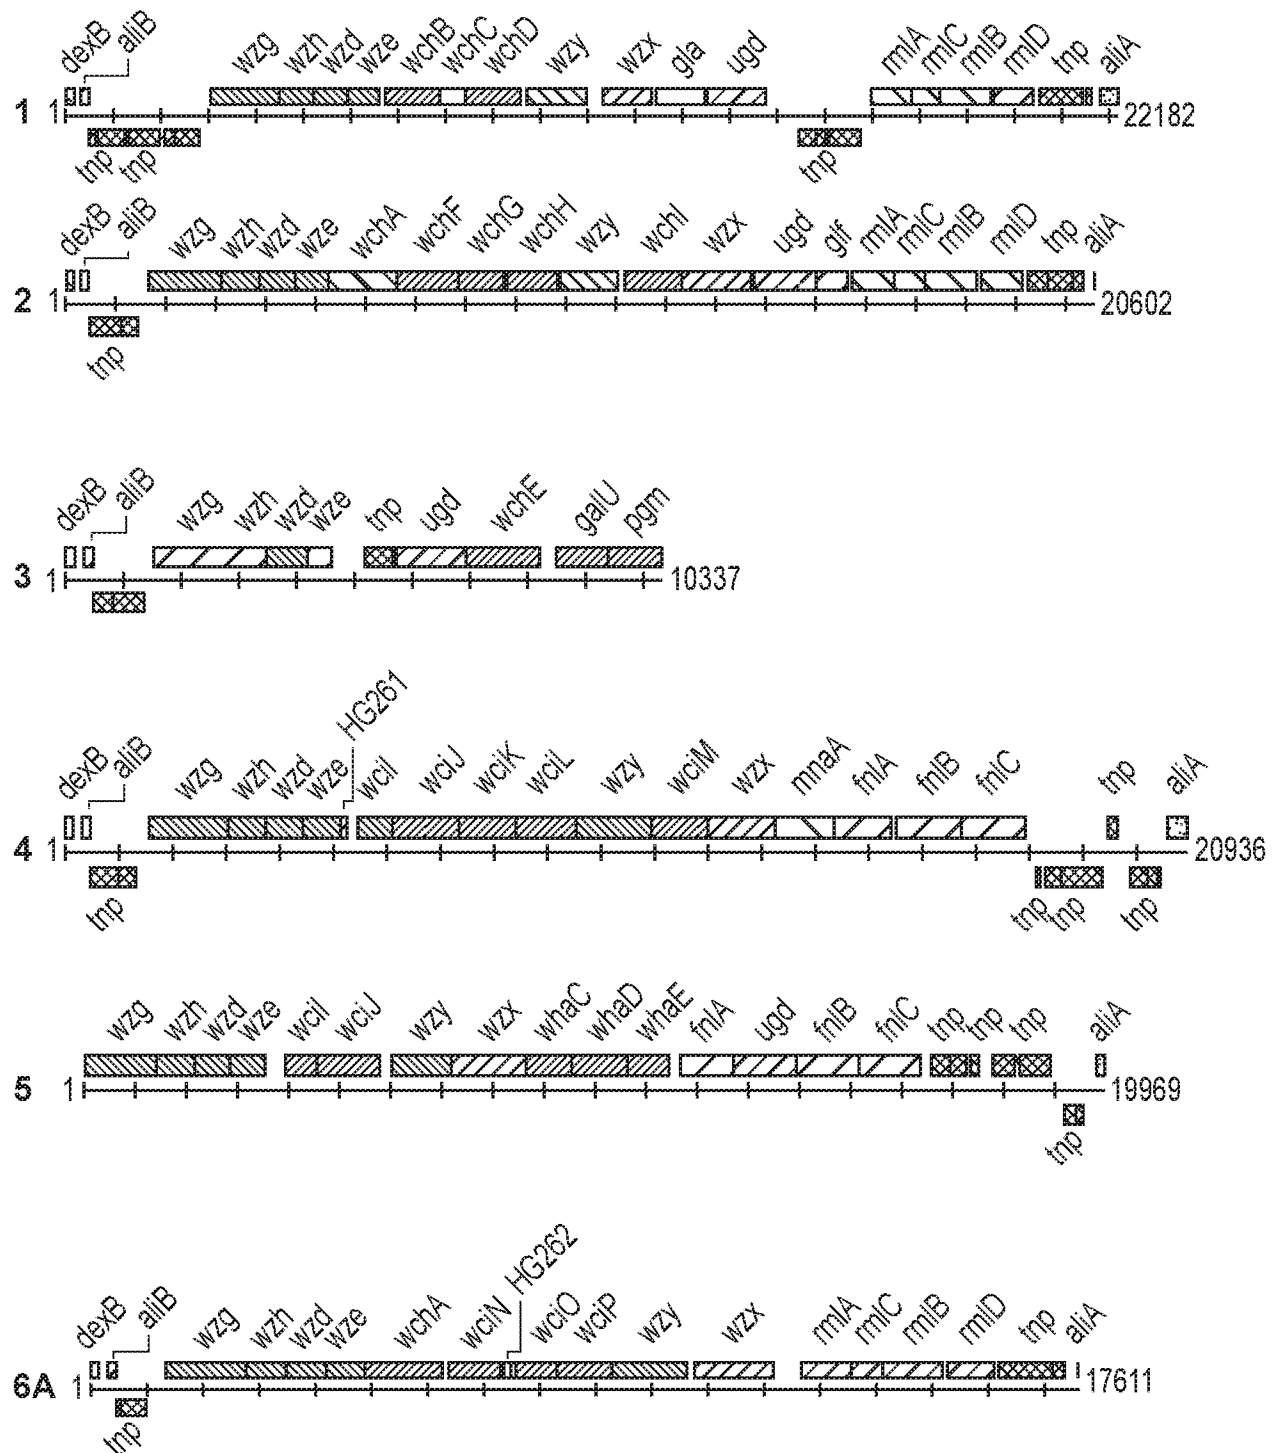 dexB aliB wzg wzh wzd wze wchB wchC wchD wzy wzx gla ugd rmlA rmlC rmlB rmlD tnp aliA
1 1 22182
tnp tnp tnp
dexB aliB wzg wzh wzd wze wchA wchF wchG wchH wzy wchI wzx ugd glf rmlA rmlC rmlB rmlD tnp aliA
2 1 20602
tnp
dexB aliB wzg wzh wzd wze tnp ugd wchE galU pgm
3 1 10337
HG261
dexB aliB wzg wzh wzd wze wciI wciJ wciK wciL wzy wciM wzx mnaA fnlA fnlB fnlC tnp aliA
4 1 20936
tnp tnp tnp tnp
wzg wzh wzd wze wciI wciJ wzy wzx whaC whaD whaE fnlA ugd fnlB fnlC tnp tnp tnp aliA
5 1 19969
tnp
HG262
dexB aliB wzg wzh wzd wze wchA wciN wciO wciP wzy wzx rmlA rmlC rmlB rmlD tnp aliA
6A 1 17611
tnp